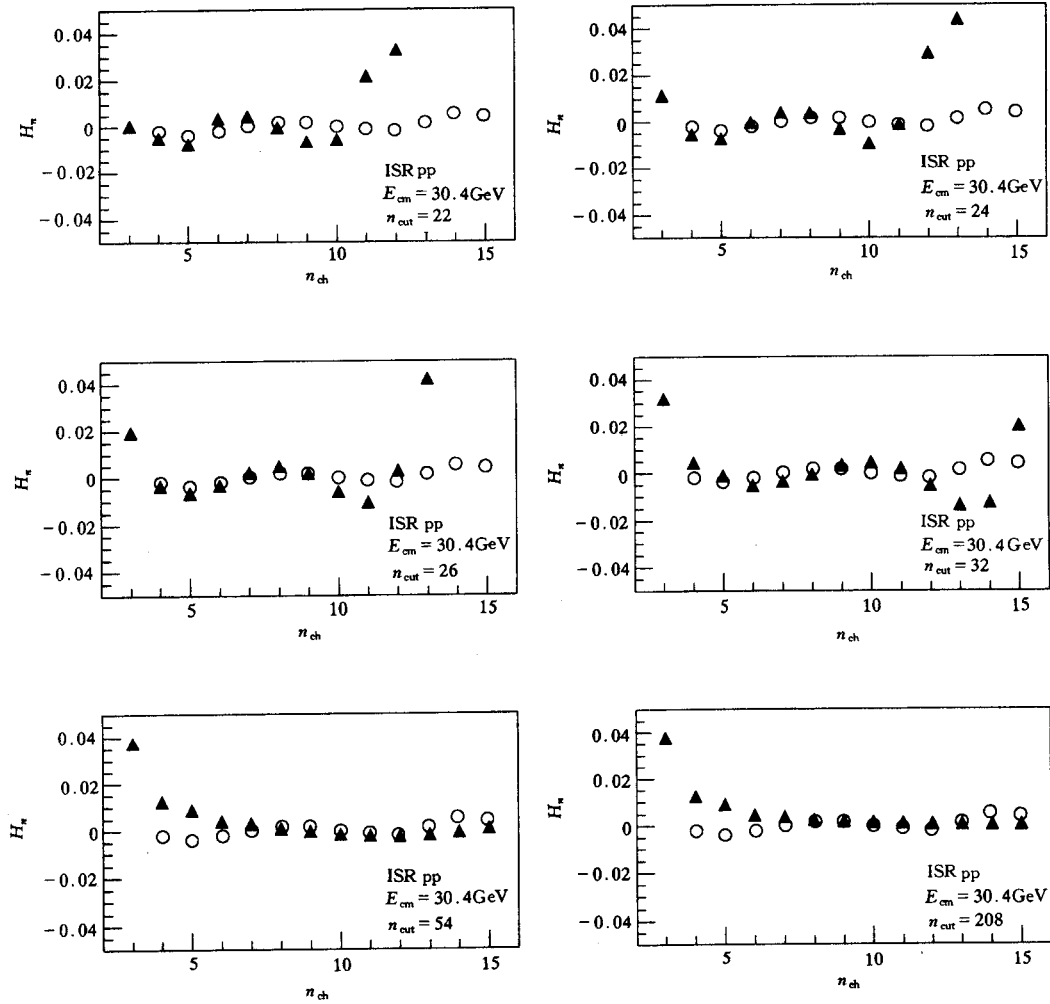 0.04
0.02
0
−0.02
−0.04
H_n
ISR pp
E_cm = 30.4GeV
n_cut = 22
5
10
15
n_ch
0.04
0.02
0
−0.02
−0.04
H_n
ISR pp
E_cm = 30.4GeV
n_cut = 24
5
10
15
n_ch
0.04
0.02
0
−0.02
−0.04
H_n
ISR pp
E_cm = 30.4GeV
n_cut = 26
5
10
15
n_ch
0.04
0.02
0
−0.02
−0.04
H_n
ISR pp
E_cm = 30.4GeV
n_cut = 32
5
10
15
n_ch
0.04
0.02
0
−0.02
−0.04
H_n
ISR pp
E_cm = 30.4GeV
n_cut = 54
5
10
15
n_ch
0.04
0.02
0
−0.02
−0.04
H_n
ISR pp
E_cm = 30.4GeV
n_cut = 208
5
10
15
n_ch